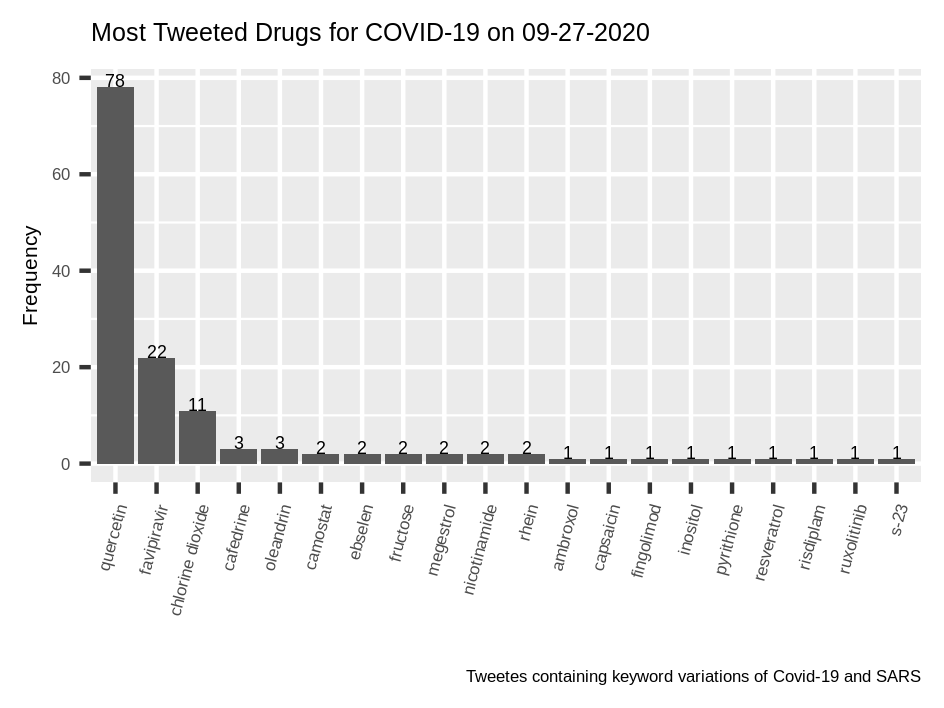 Most Tweeted Drugs for COVID-19 on 09-27-2020
Frequency
80
60
40
20
0
78
22
11
3
3
2
2
2
2
2
2
1
1
1
1
1
1
1
1
1
quercetin
favipiravir
chlorine dioxide
cafedrine
oleandrin
camostat
ebselen
fructose
megestrol
nicotinamide
rhein
ambroxol
capsaicin
fingolimod
inositol
pyrithione
resveratrol
risdiplam
ruxolitinib
s-23
Tweetes containing keyword variations of Covid-19 and SARS